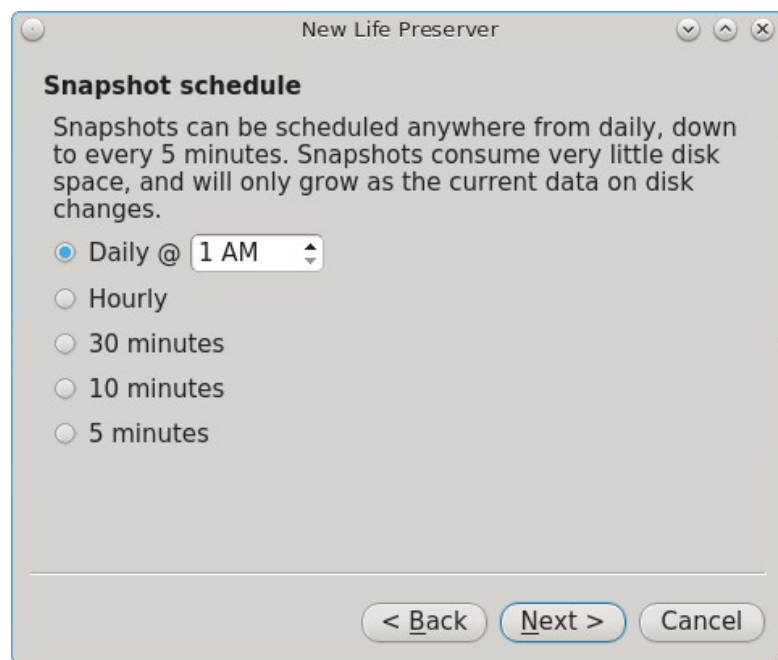 New Life Preserver
Snapshot schedule
Snapshots can be scheduled anywhere from daily, down
to every 5 minutes. Snapshots consume very little disk
space, and will only grow as the current data on disk
changes.
Daily @ 1 AM
Hourly
30 minutes
10 minutes
5 minutes
< Back Next > Cancel